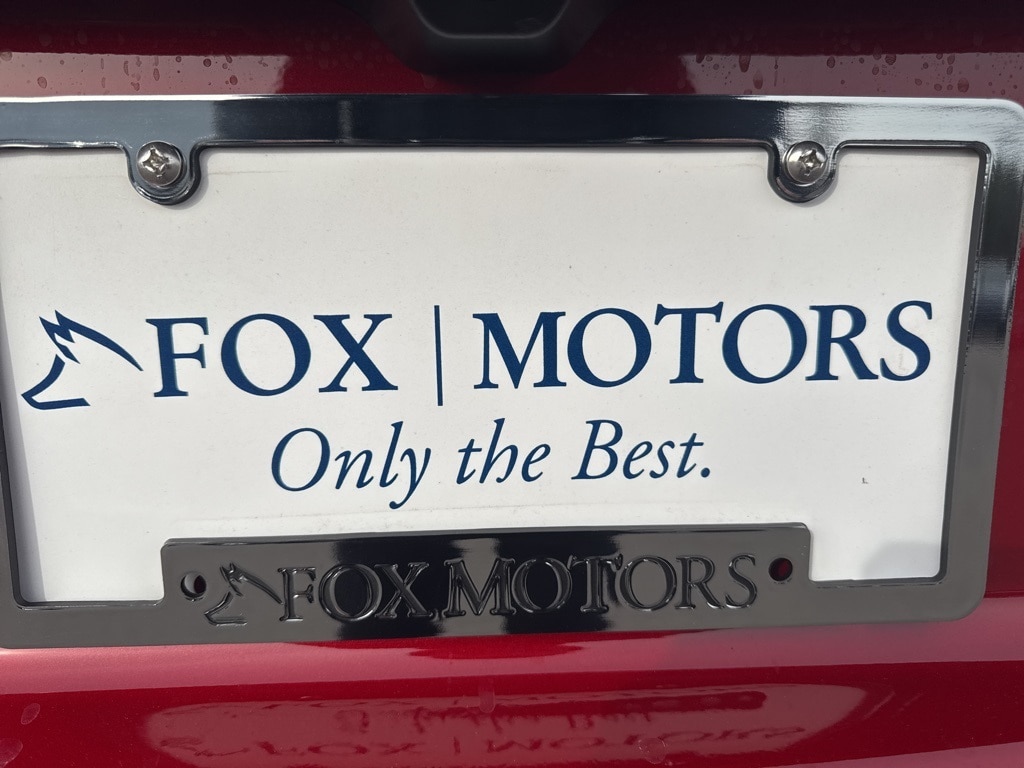 FOX | MOTORS
Only the Best.
FOX MOTORS